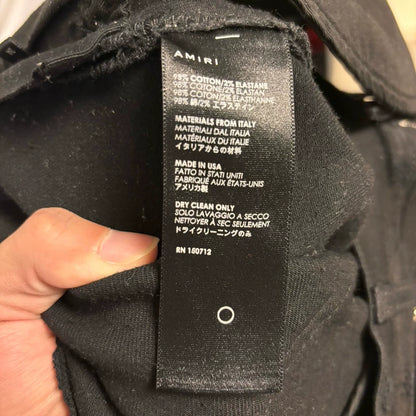 AMIRI
98% COTTON/2% ELASTANE
98% COTONE/2% ELASTAN
98% COTON/2% ELASTHANNE
98% 綿/2% エラステイン
MATERIALS FROM ITALY
MATERIALI DAL ITALIA
MATÉRIAUX DU ITALIA
イタリアからの材料
MADE IN USA
FATTO IN STATI UNITI
FABRIQUÉ AUX ÉTATS-UNIS
アメリカ製
DRY CLEAN ONLY
SOLO LAVAGGIO A SECCO
NETTOYER À SEC SEULEMENT
ドライクリーニングのみ
RN 150712